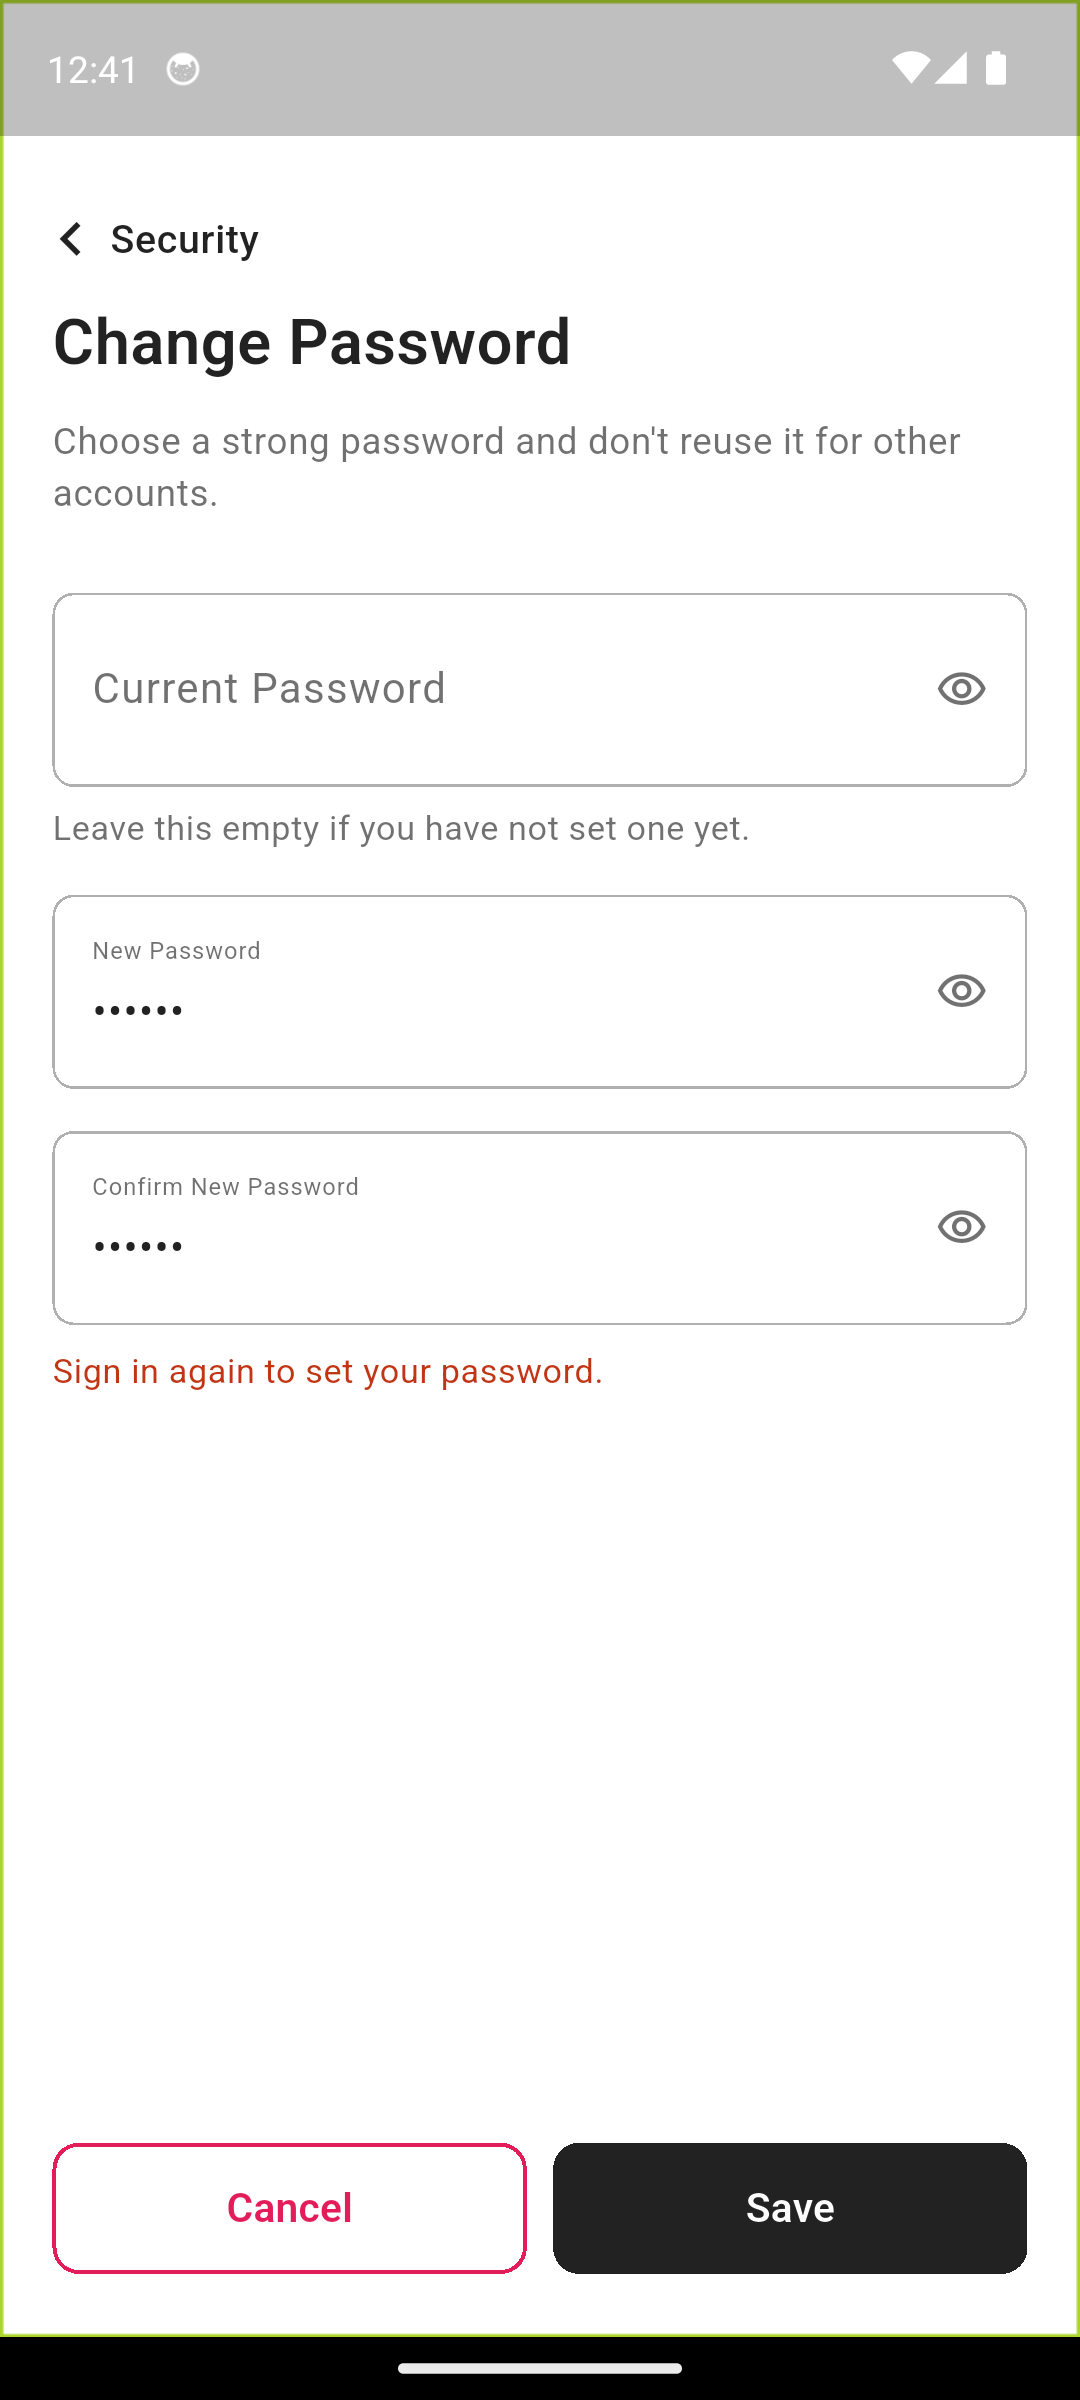 12:41
Security
Change Password
Choose a strong password and don't reuse it for other
accounts.
Current Password
Leave this empty if you have not set one yet.
New Password
••••••
Confirm New Password
••••••
Sign in again to set your password.
Cancel
Save